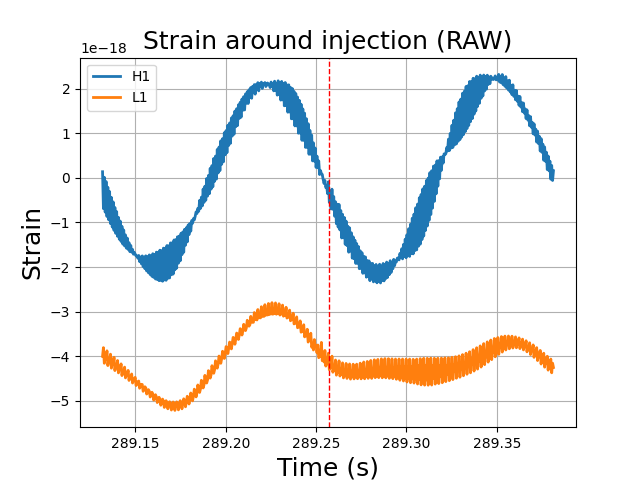 Strain around injection (RAW)
1e−18
H1
L1
2
1
0
−1
−2
−3
−4
−5
Strain
289.15 289.20 289.25 289.30 289.35
Time (s)